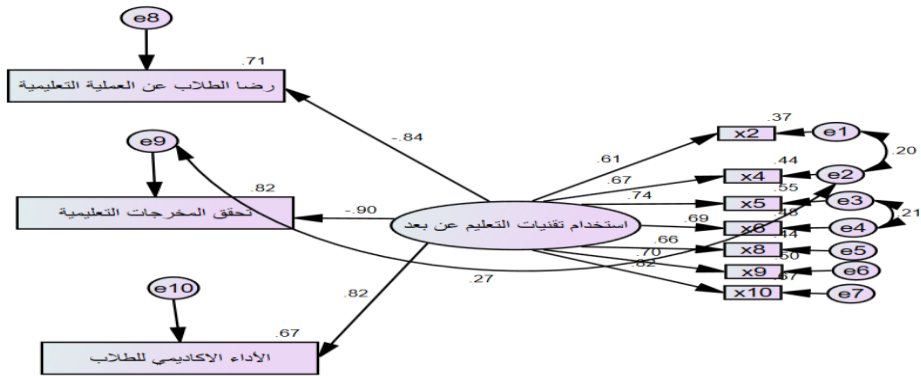 e8
.71
رضا الطلاب عن العملية التعليمية
-.84
e9
.82
تحقق المخرجات التعليمية
-.90
استخدام تقنيات التعليم عن بعد
.82
e10
.67
الأداء الاكاديمي للطلاب
.27
.37
x2
e1
.61
.20
.44
x4
e2
.67
.55
x5
e3
.74
x6
e4
.69
.21
.44
x8
e5
.66
.50
x9
e6
.70
x10
e7